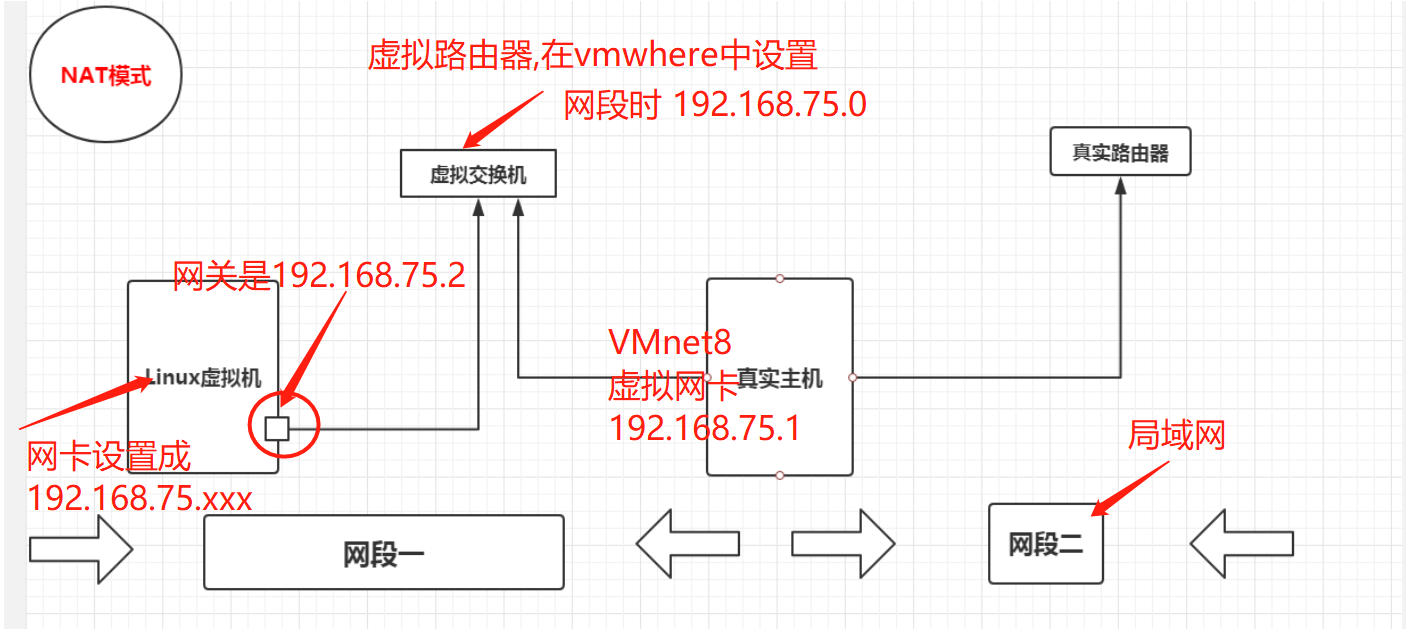 NAT模式
虚拟路由器,在vmwhere中设置
网段时 192.168.75.0
虚拟交换机
真实路由器
网关是192.168.75.2
Linux虚拟机
VMnet8
虚拟网卡
192.168.75.1
真实主机
网卡设置成
192.168.75.xxx
局域网
网段一
网段二